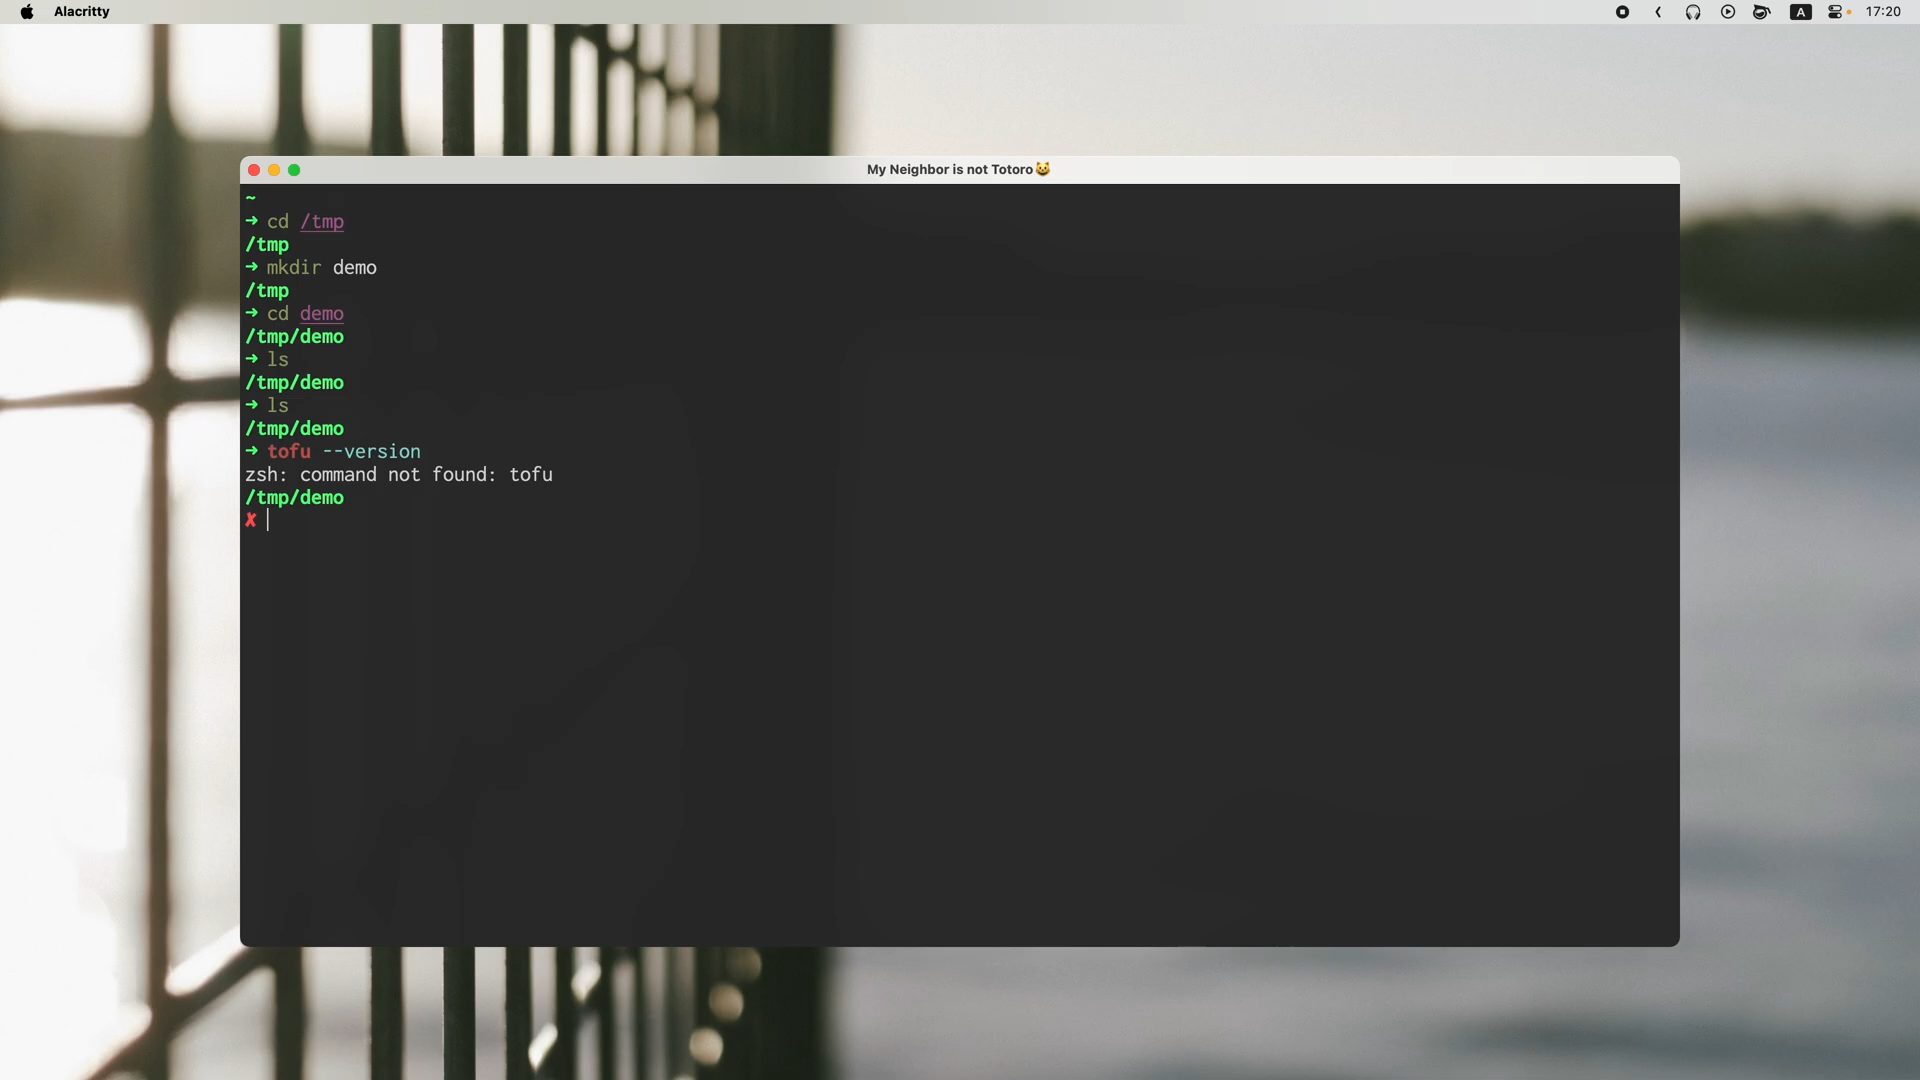 Alacritty
A
17:20
My Neighbor is not Totoro😺
~
➜ cd /tmp
/tmp
➜ mkdir demo
/tmp
➜ cd demo
/tmp/demo
➜ ls
/tmp/demo
➜ ls
/tmp/demo
➜ tofu --version
zsh: command not found: tofu
/tmp/demo
✗